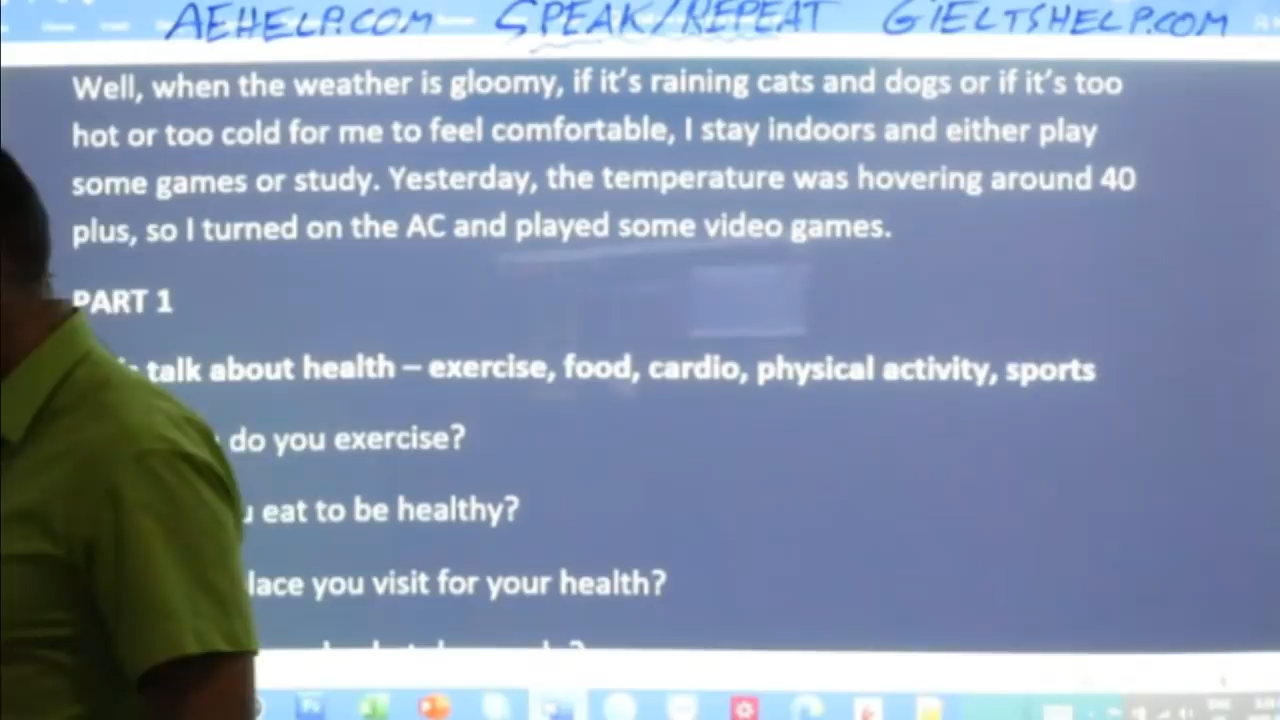 AEHELP.COM SPEAK/REPEAT GIELTSHELP.COM
Well, when the weather is gloomy, if it's raining cats and dogs or if it's too
hot or too cold for me to feel comfortable, I stay indoors and either play
some games or study. Yesterday, the temperature was hovering around 40
plus, so I turned on the AC and played some video games.
PART 1
talk about health – exercise, food, cardio, physical activity, sports
do you exercise?
eat to be healthy?
you visit for your health?